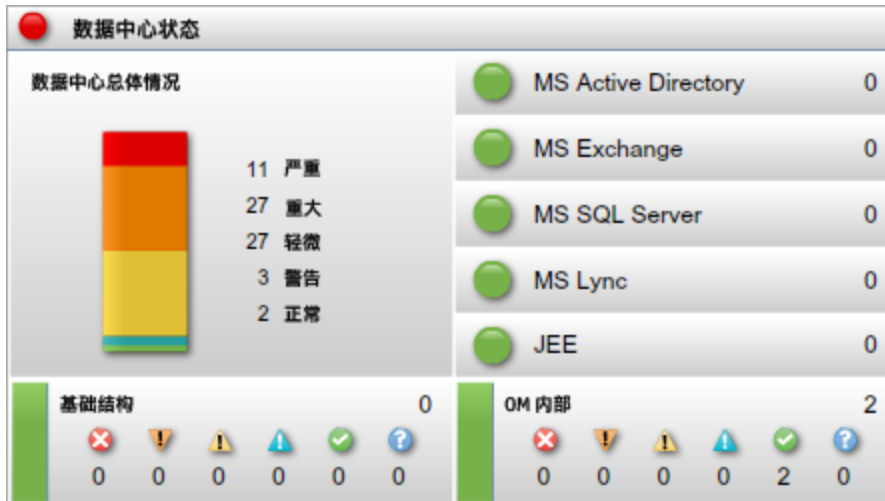 数据中心状态
数据中心总体情况
11 严重
27 重大
27 轻微
3 警告
2 正常
MS Active Directory 0
MS Exchange 0
MS SQL Server 0
MS Lync 0
JEE 0
基础结构 0
0 0 0 0 0 0
OM 内部 2
0 0 0 0 2 0